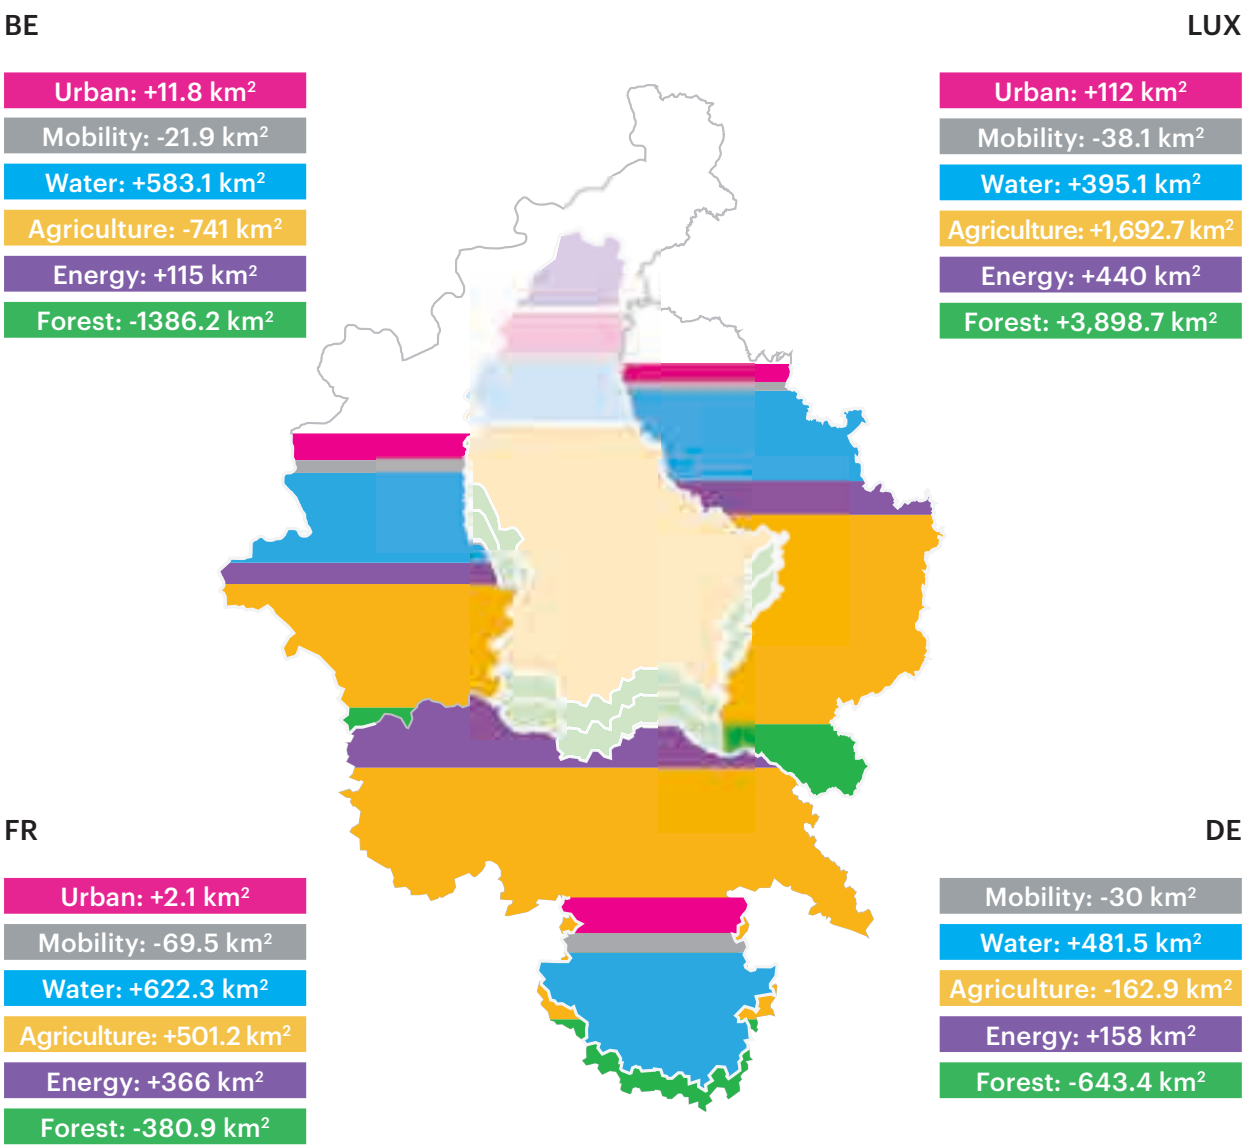 BE
Urban: +11.8 km²
Mobility: -21.9 km²
Water: +583.1 km²
Agriculture: -741 km²
Energy: +115 km²
Forest: -1386.2 km²
LUX
Urban: +112 km²
Mobility: -38.1 km²
Water: +395.1 km²
Agriculture: +1,692.7 km²
Energy: +440 km²
Forest: +3,898.7 km²
FR
Urban: +2.1 km²
Mobility: -69.5 km²
Water: +622.3 km²
Agriculture: +501.2 km²
Energy: +366 km²
Forest: -380.9 km²
DE
Mobility: -30 km²
Water: +481.5 km²
Agriculture: -162.9 km²
Energy: +158 km²
Forest: -643.4 km²